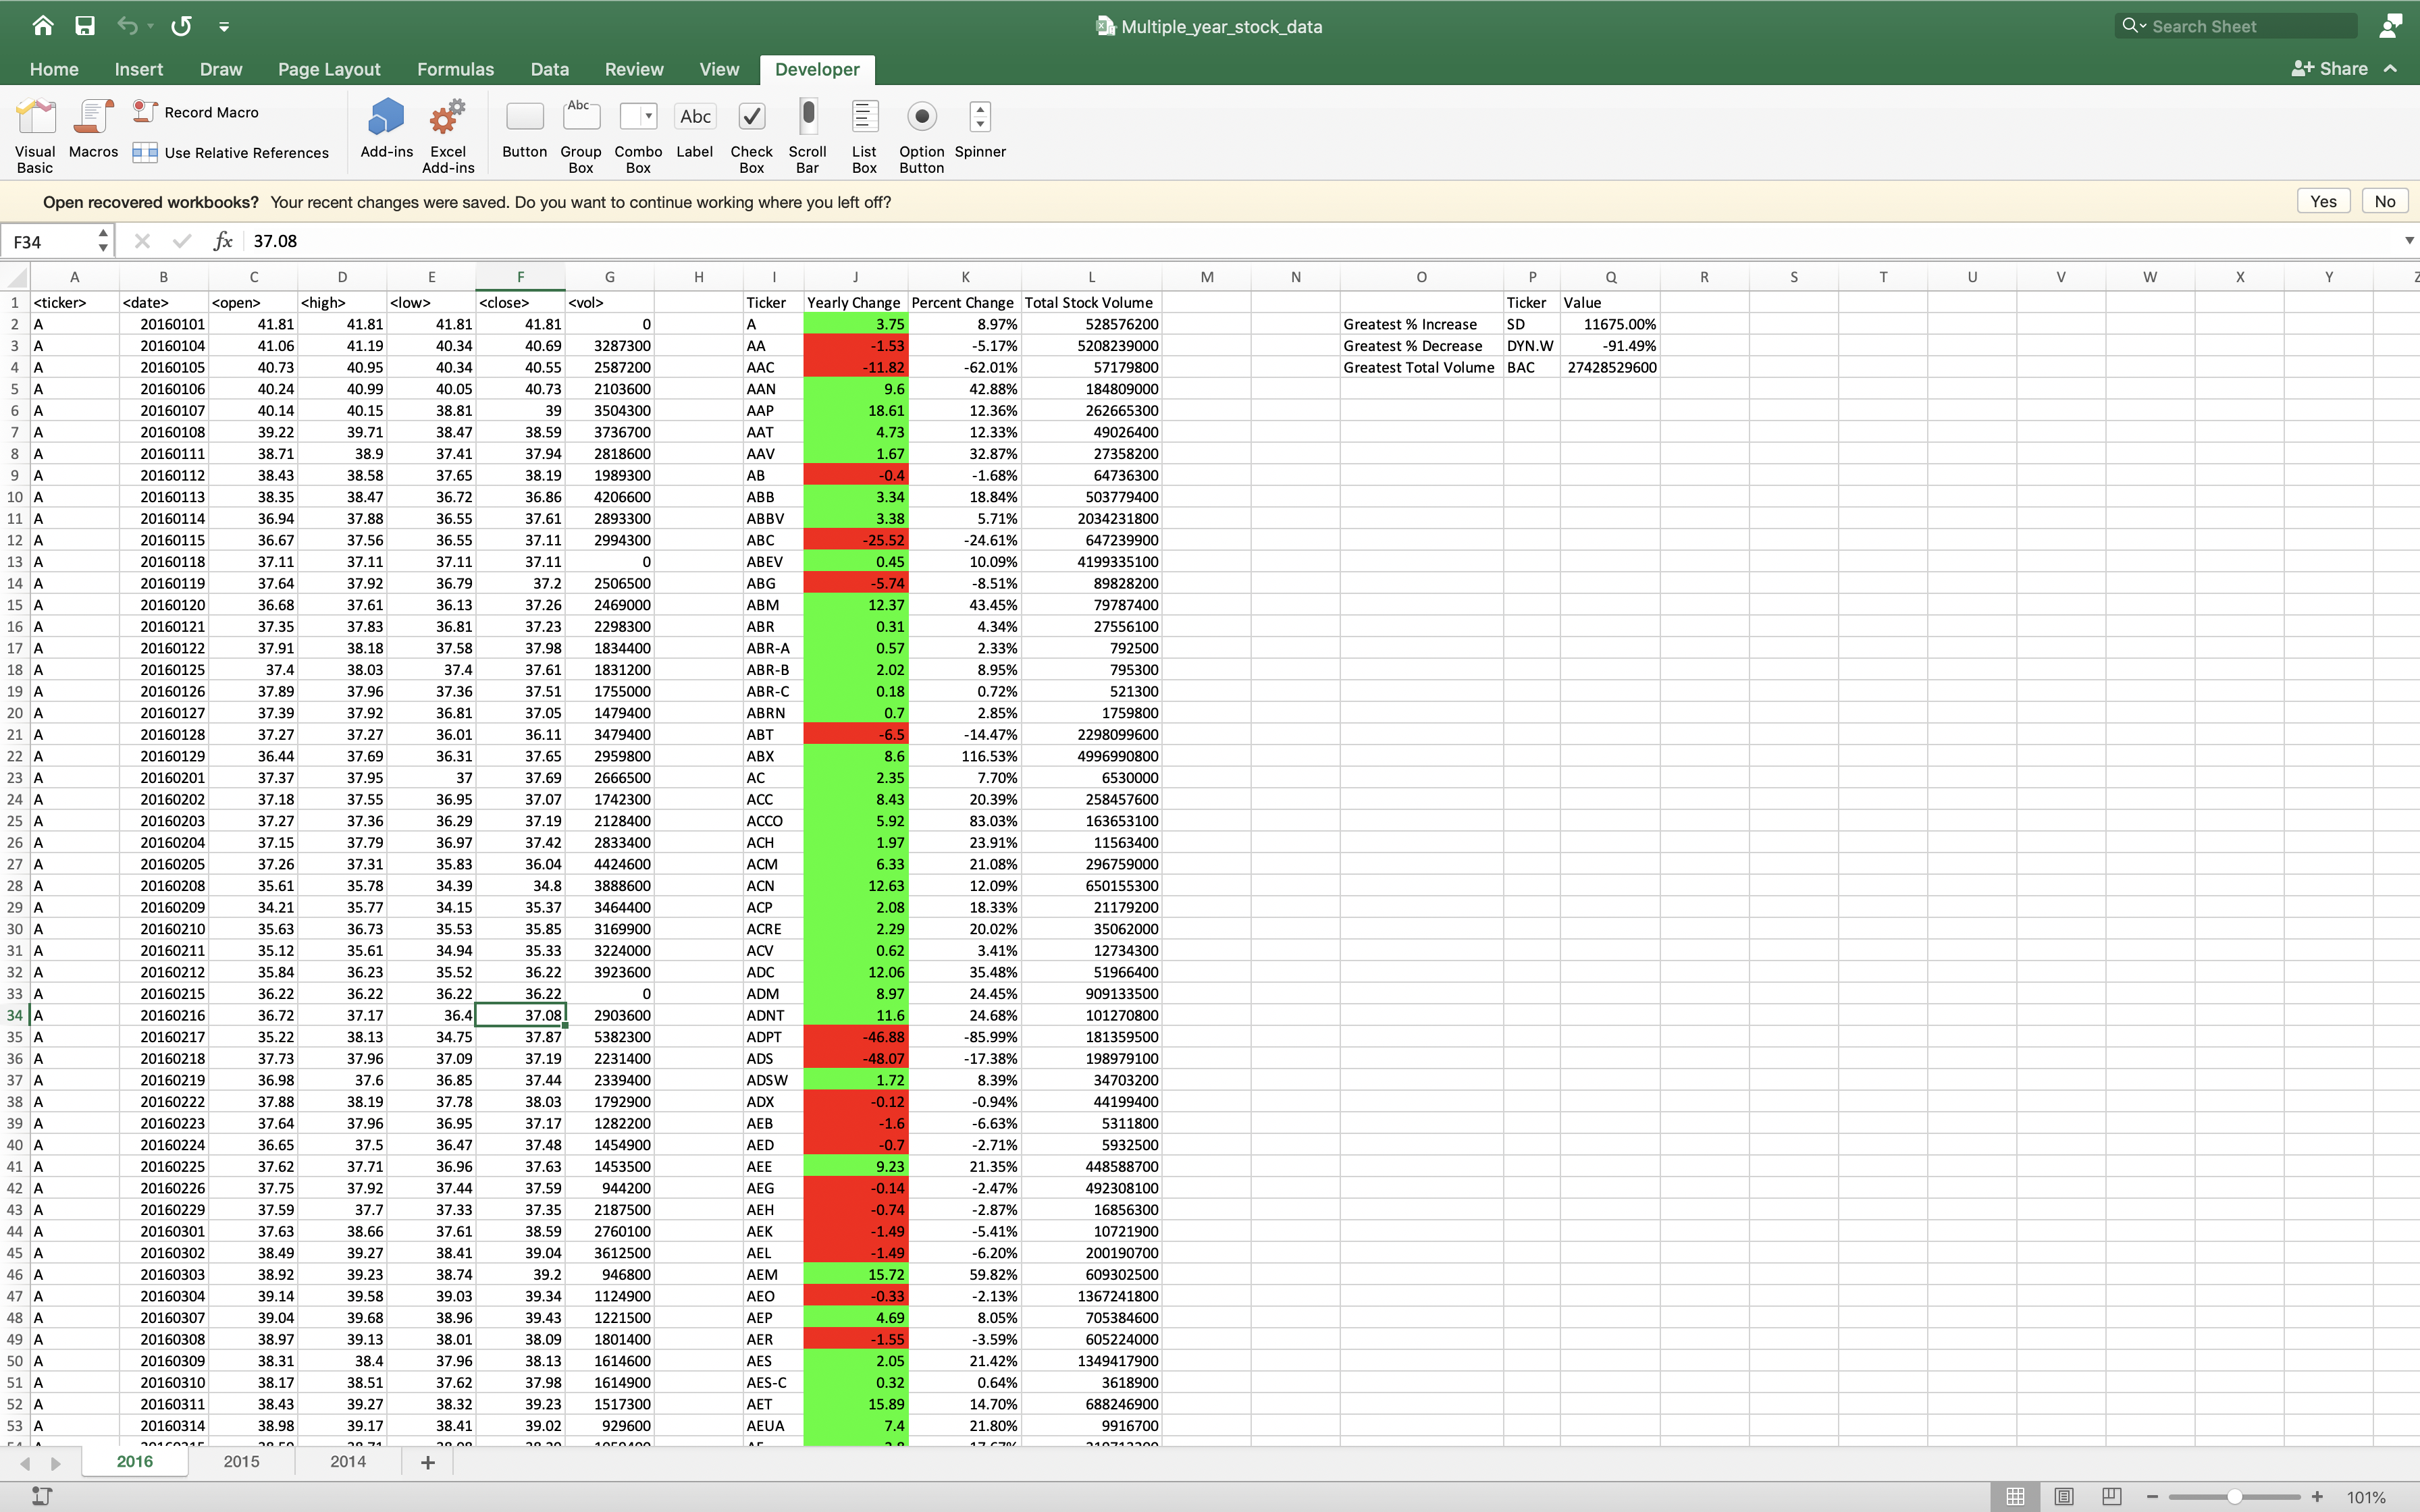 Multiple_year_stock_data
Search Sheet
Home Insert Draw Page Layout Formulas Data Review View Developer Share
Visual Basic Macros Record Macro Use Relative References Add-ins Excel Add-ins Button Group Box Combo Box Label Check Box Scroll Bar List Box Option Button Spinner
Abc Abc
Open recovered workbooks? Your recent changes were saved. Do you want to continue working where you left off? Yes No
F34 fx 37.08
A B C D E F G H I J K L M N O P Q R S T U V W X Y Z
1 <ticker> <date> <open> <high> <low> <close> <vol> Ticker Yearly Change Percent Change Total Stock Volume Ticker Value
2 A 20160101 41.81 41.81 41.81 41.81 0 A 3.75 8.97% 528576200 Greatest % Increase SD 11675.00%
3 A 20160104 41.06 41.19 40.34 40.69 3287300 AA -1.53 -5.17% 5208239000 Greatest % Decrease DYN.W -91.49%
4 A 20160105 40.73 40.95 40.34 40.55 2587200 AAC -11.82 -62.01% 57179800 Greatest Total Volume BAC 27428529600
5 A 20160106 40.24 40.99 40.05 40.73 2103600 AAN 9.6 42.88% 184809000
6 A 20160107 40.14 40.15 38.81 39 3504300 AAP 18.61 12.36% 262665300
7 A 20160108 39.22 39.71 38.47 38.59 3736700 AAT 4.73 12.33% 49026400
8 A 20160111 38.71 38.9 37.41 37.94 2818600 AAV 1.67 32.87% 27358200
9 A 20160112 38.43 38.58 37.65 38.19 1989300 AB -0.4 -1.68% 64736300
10 A 20160113 38.35 38.47 36.72 36.86 4206600 ABB 3.34 18.84% 503779400
11 A 20160114 36.94 37.88 36.55 37.61 2893300 ABBV 3.38 5.71% 2034231800
12 A 20160115 36.67 37.56 36.55 37.11 2994300 ABC -25.52 -24.61% 647239900
13 A 20160118 37.11 37.11 37.11 37.11 0 ABEV 0.45 10.09% 4199335100
14 A 20160119 37.64 37.92 36.79 37.2 2506500 ABG -5.74 -8.51% 89828200
15 A 20160120 36.68 37.61 36.13 37.26 2469000 ABM 12.37 43.45% 79787400
16 A 20160121 37.35 37.83 36.81 37.23 2298300 ABR 0.31 4.34% 27556100
17 A 20160122 37.91 38.18 37.58 37.98 1834400 ABR-A 0.57 2.33% 792500
18 A 20160125 37.4 38.03 37.4 37.61 1831200 ABR-B 2.02 8.95% 795300
19 A 20160126 37.89 37.96 37.36 37.51 1755000 ABR-C 0.18 0.72% 521300
20 A 20160127 37.39 37.92 36.81 37.05 1479400 ABRN 0.7 2.85% 1759800
21 A 20160128 37.27 37.27 36.01 36.11 3479400 ABT -6.5 -14.47% 2298099600
22 A 20160129 36.44 37.69 36.31 37.65 2959800 ABX 8.6 116.53% 4996990800
23 A 20160201 37.37 37.95 37 37.69 2666500 AC 2.35 7.70% 6530000
24 A 20160202 37.18 37.55 36.95 37.07 1742300 ACC 8.43 20.39% 258457600
25 A 20160203 37.27 37.36 36.29 37.19 2128400 ACCO 5.92 83.03% 163653100
26 A 20160204 37.15 37.79 36.97 37.42 2833400 ACH 1.97 23.91% 11563400
27 A 20160205 37.26 37.31 35.83 36.04 4424600 ACM 6.33 21.08% 296759000
28 A 20160208 35.61 35.78 34.39 34.8 3888600 ACN 12.63 12.09% 650155300
29 A 20160209 34.21 35.77 34.15 35.37 3464400 ACP 2.08 18.33% 21179200
30 A 20160210 35.63 36.73 35.53 35.85 3169900 ACRE 2.29 20.02% 35062000
31 A 20160211 35.12 35.61 34.94 35.33 3224000 ACV 0.62 3.41% 12734300
32 A 20160212 35.84 36.23 35.52 36.22 3923600 ADC 12.06 35.48% 51966400
33 A 20160215 36.22 36.22 36.22 36.22 0 ADM 8.97 24.45% 909133500
34 A 20160216 36.72 37.17 36.4 37.08 2903600 ADNT 11.6 24.68% 101270800
35 A 20160217 35.22 38.13 34.75 37.87 5382300 ADPT -46.88 -85.99% 181359500
36 A 20160218 37.73 37.96 37.09 37.19 2231400 ADS -48.07 -17.38% 198979100
37 A 20160219 36.98 37.6 36.85 37.44 2339400 ADSW 1.72 8.39% 34703200
38 A 20160222 37.88 38.19 37.78 38.03 1792900 ADX -0.12 -0.94% 44199400
39 A 20160223 37.64 37.96 36.95 37.17 1282200 AEB -1.6 -6.63% 5311800
40 A 20160224 36.65 37.5 36.47 37.48 1454900 AED -0.7 -2.71% 5932500
41 A 20160225 37.62 37.71 36.96 37.63 1453500 AEE 9.23 21.35% 448588700
42 A 20160226 37.75 37.92 37.44 37.59 944200 AEG -0.14 -2.47% 492308100
43 A 20160229 37.59 37.7 37.33 37.35 2187500 AEH -0.74 -2.87% 16856300
44 A 20160301 37.63 38.66 37.61 38.59 2760100 AEK -1.49 -5.41% 10721900
45 A 20160302 38.49 39.27 38.41 39.04 3612500 AEL -1.49 -6.20% 200190700
46 A 20160303 38.92 39.23 38.74 39.2 946800 AEM 15.72 59.82% 609302500
47 A 20160304 39.14 39.58 39.03 39.34 1124900 AEO -0.33 -2.13% 1367241800
48 A 20160307 39.04 39.68 38.96 39.43 1221500 AEP 4.69 8.05% 705384600
49 A 20160308 38.97 39.13 38.01 38.09 1801400 AER -1.55 -3.59% 605224000
50 A 20160309 38.31 38.4 37.96 38.13 1614600 AES 2.05 21.42% 1349417900
51 A 20160310 38.17 38.51 37.62 37.98 1614900 AES-C 0.32 0.64% 3618900
52 A 20160311 38.43 39.27 38.32 39.23 1517300 AET 15.89 14.70% 688246900
53 A 20160314 38.98 39.17 38.41 39.02 929600 AEUA 7.4 21.80% 9916700
2016 2015 2014
101%